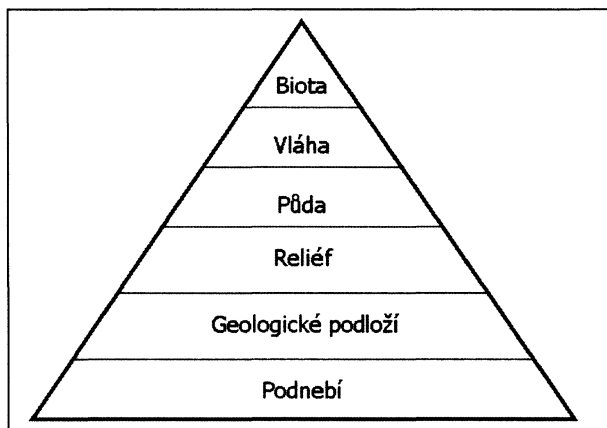 Biota
Vláha
Půda
Reliéf
Geologické podloží
Podnebí